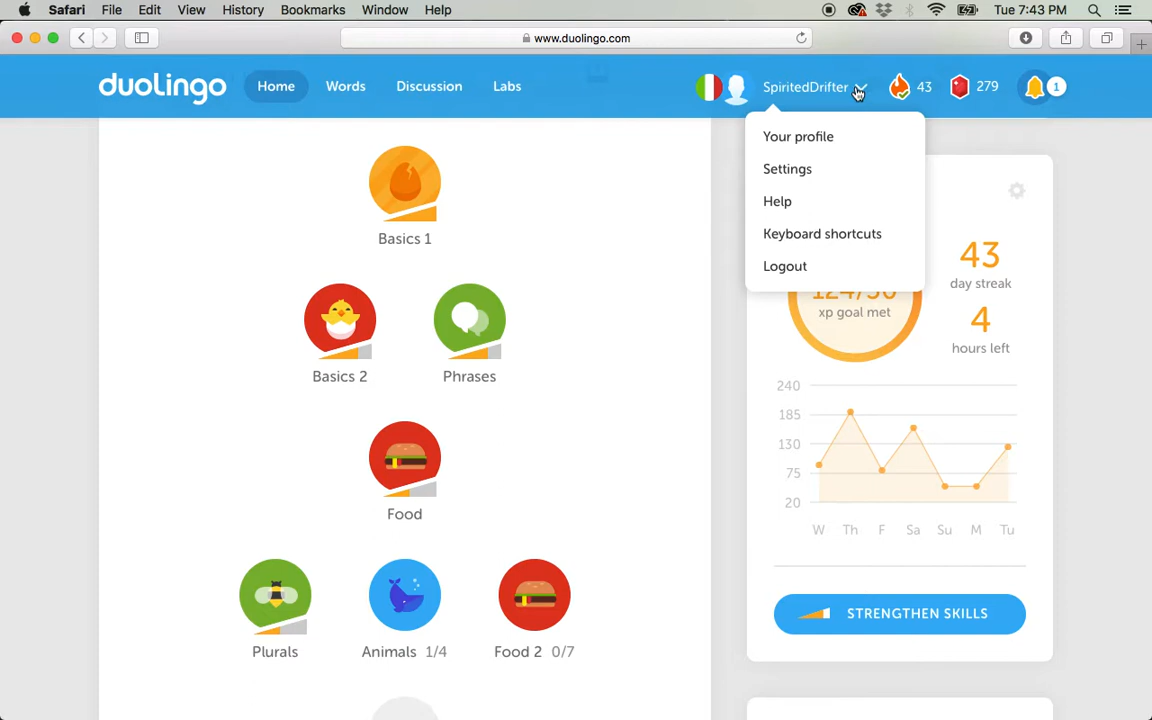 Safari File Edit View History Bookmarks Window Help Tue 7:43 PM
www.duolingo.com
duolingo Home Words Discussion Labs SpiritedDrifter 43 279 1
Your profile
Settings
Help
Keyboard shortcuts
Logout
Basics 1
Basics 2 Phrases
Food
Plurals Animals 1/4 Food 2 0/7
xp goal met
43
day streak
4
hours left
240
185
130
75
20
W Th F Sa Su M Tu
STRENGTHEN SKILLS